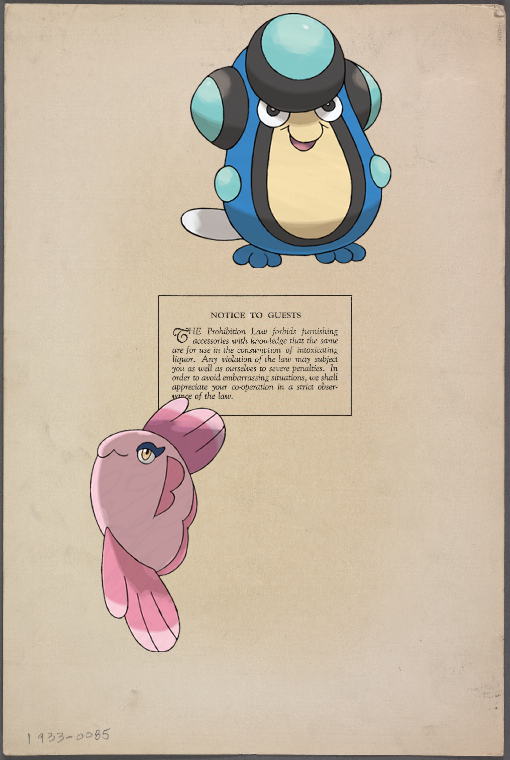 NOTICE TO GUESTS
THE Prohibition Law forbids furnishing
accessories with knowledge that the same
are for use in the consumption of intoxicating
liquor. Any violation of the law may subject
you as well as ourselves to severe penalties. In
order to avoid embarrassing situations, we shall
appreciate your co-operation in a strict obser-
vance of the law.
1933-0085